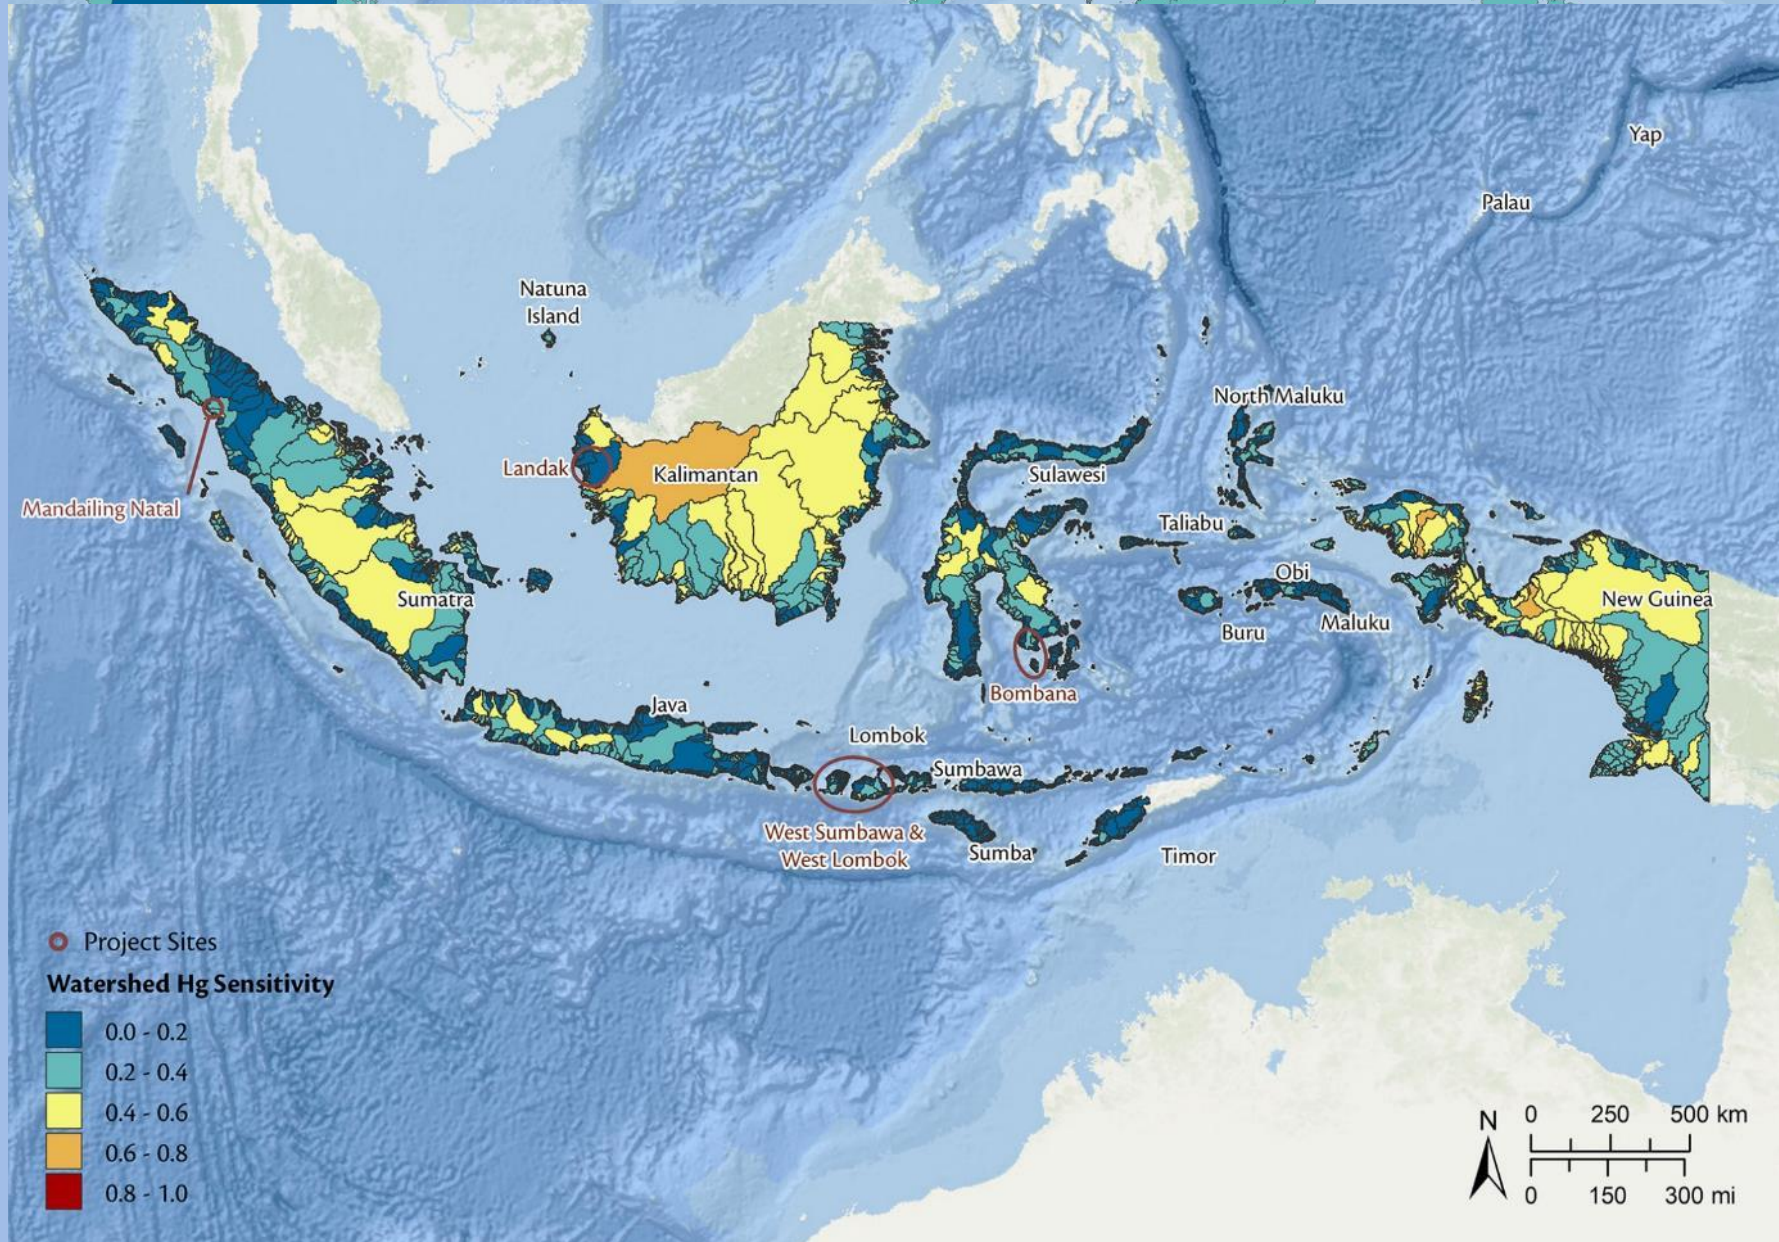 Yap
Palau
Natuna
Island
North Maluku
Landak
Kalimantan
Sulawesi
Mandailing Natal
Taliabu
Obi
Sumatra
New Guinea
Buru
Maluku
Bombana
Java
Lombok
Sumbawa
West Sumbawa &
West Lombok
Sumba
Timor
Project Sites
Watershed Hg Sensitivity
0.0 - 0.2
0.2 - 0.4
0.4 - 0.6
0.6 - 0.8
0.8 - 1.0
N
0 250 500 km
0 150 300 mi